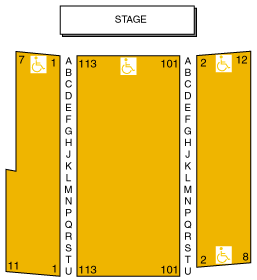 STAGE
7 1 A 113 101 A 2 12
B B
C C
D D
E E
F F
G G
H H
J J
K K
L L
M M
N N
P P
Q Q
R R
S S
T T 2 8
11 1 U 113 101 U